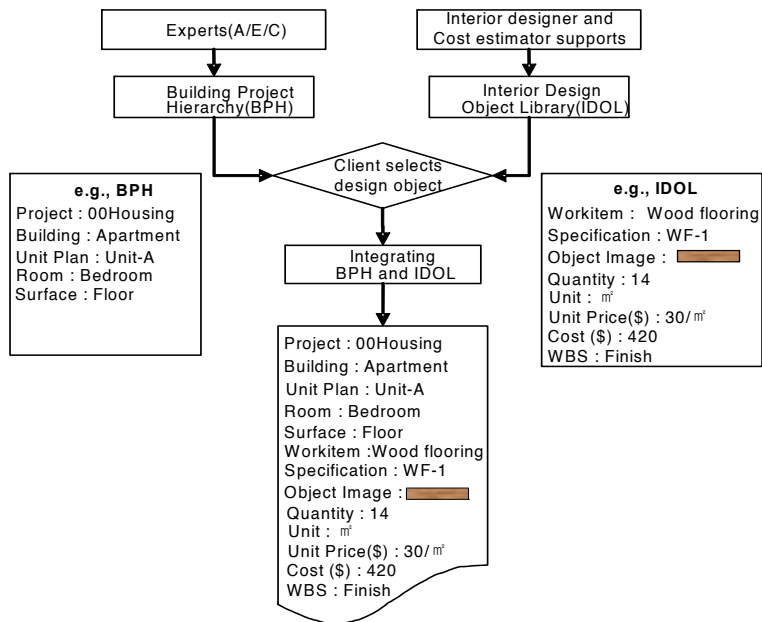 Experts(A/E/C)
Interior designer and
Cost estimator supports
Building Project
Hierarchy(BPH)
Interior Design
Object Library(IDOL)
Client selects
design object
e.g., BPH
Project : 00Housing
Building : Apartment
Unit Plan : Unit-A
Room : Bedroom
Surface : Floor
e.g., IDOL
Workitem : Wood flooring
Specification : WF-1
Object Image :
Quantity : 14
Unit : ㎡
Unit Price($) : 30/㎡
Cost ($) : 420
WBS : Finish
Integrating
BPH and IDOL
Project : 00Housing
Building : Apartment
Unit Plan : Unit-A
Room : Bedroom
Surface : Floor
Workitem :Wood flooring
Specification : WF-1
Object Image :
Quantity : 14
Unit : ㎡
Unit Price($) : 30/㎡
Cost ($) : 420
WBS : Finish